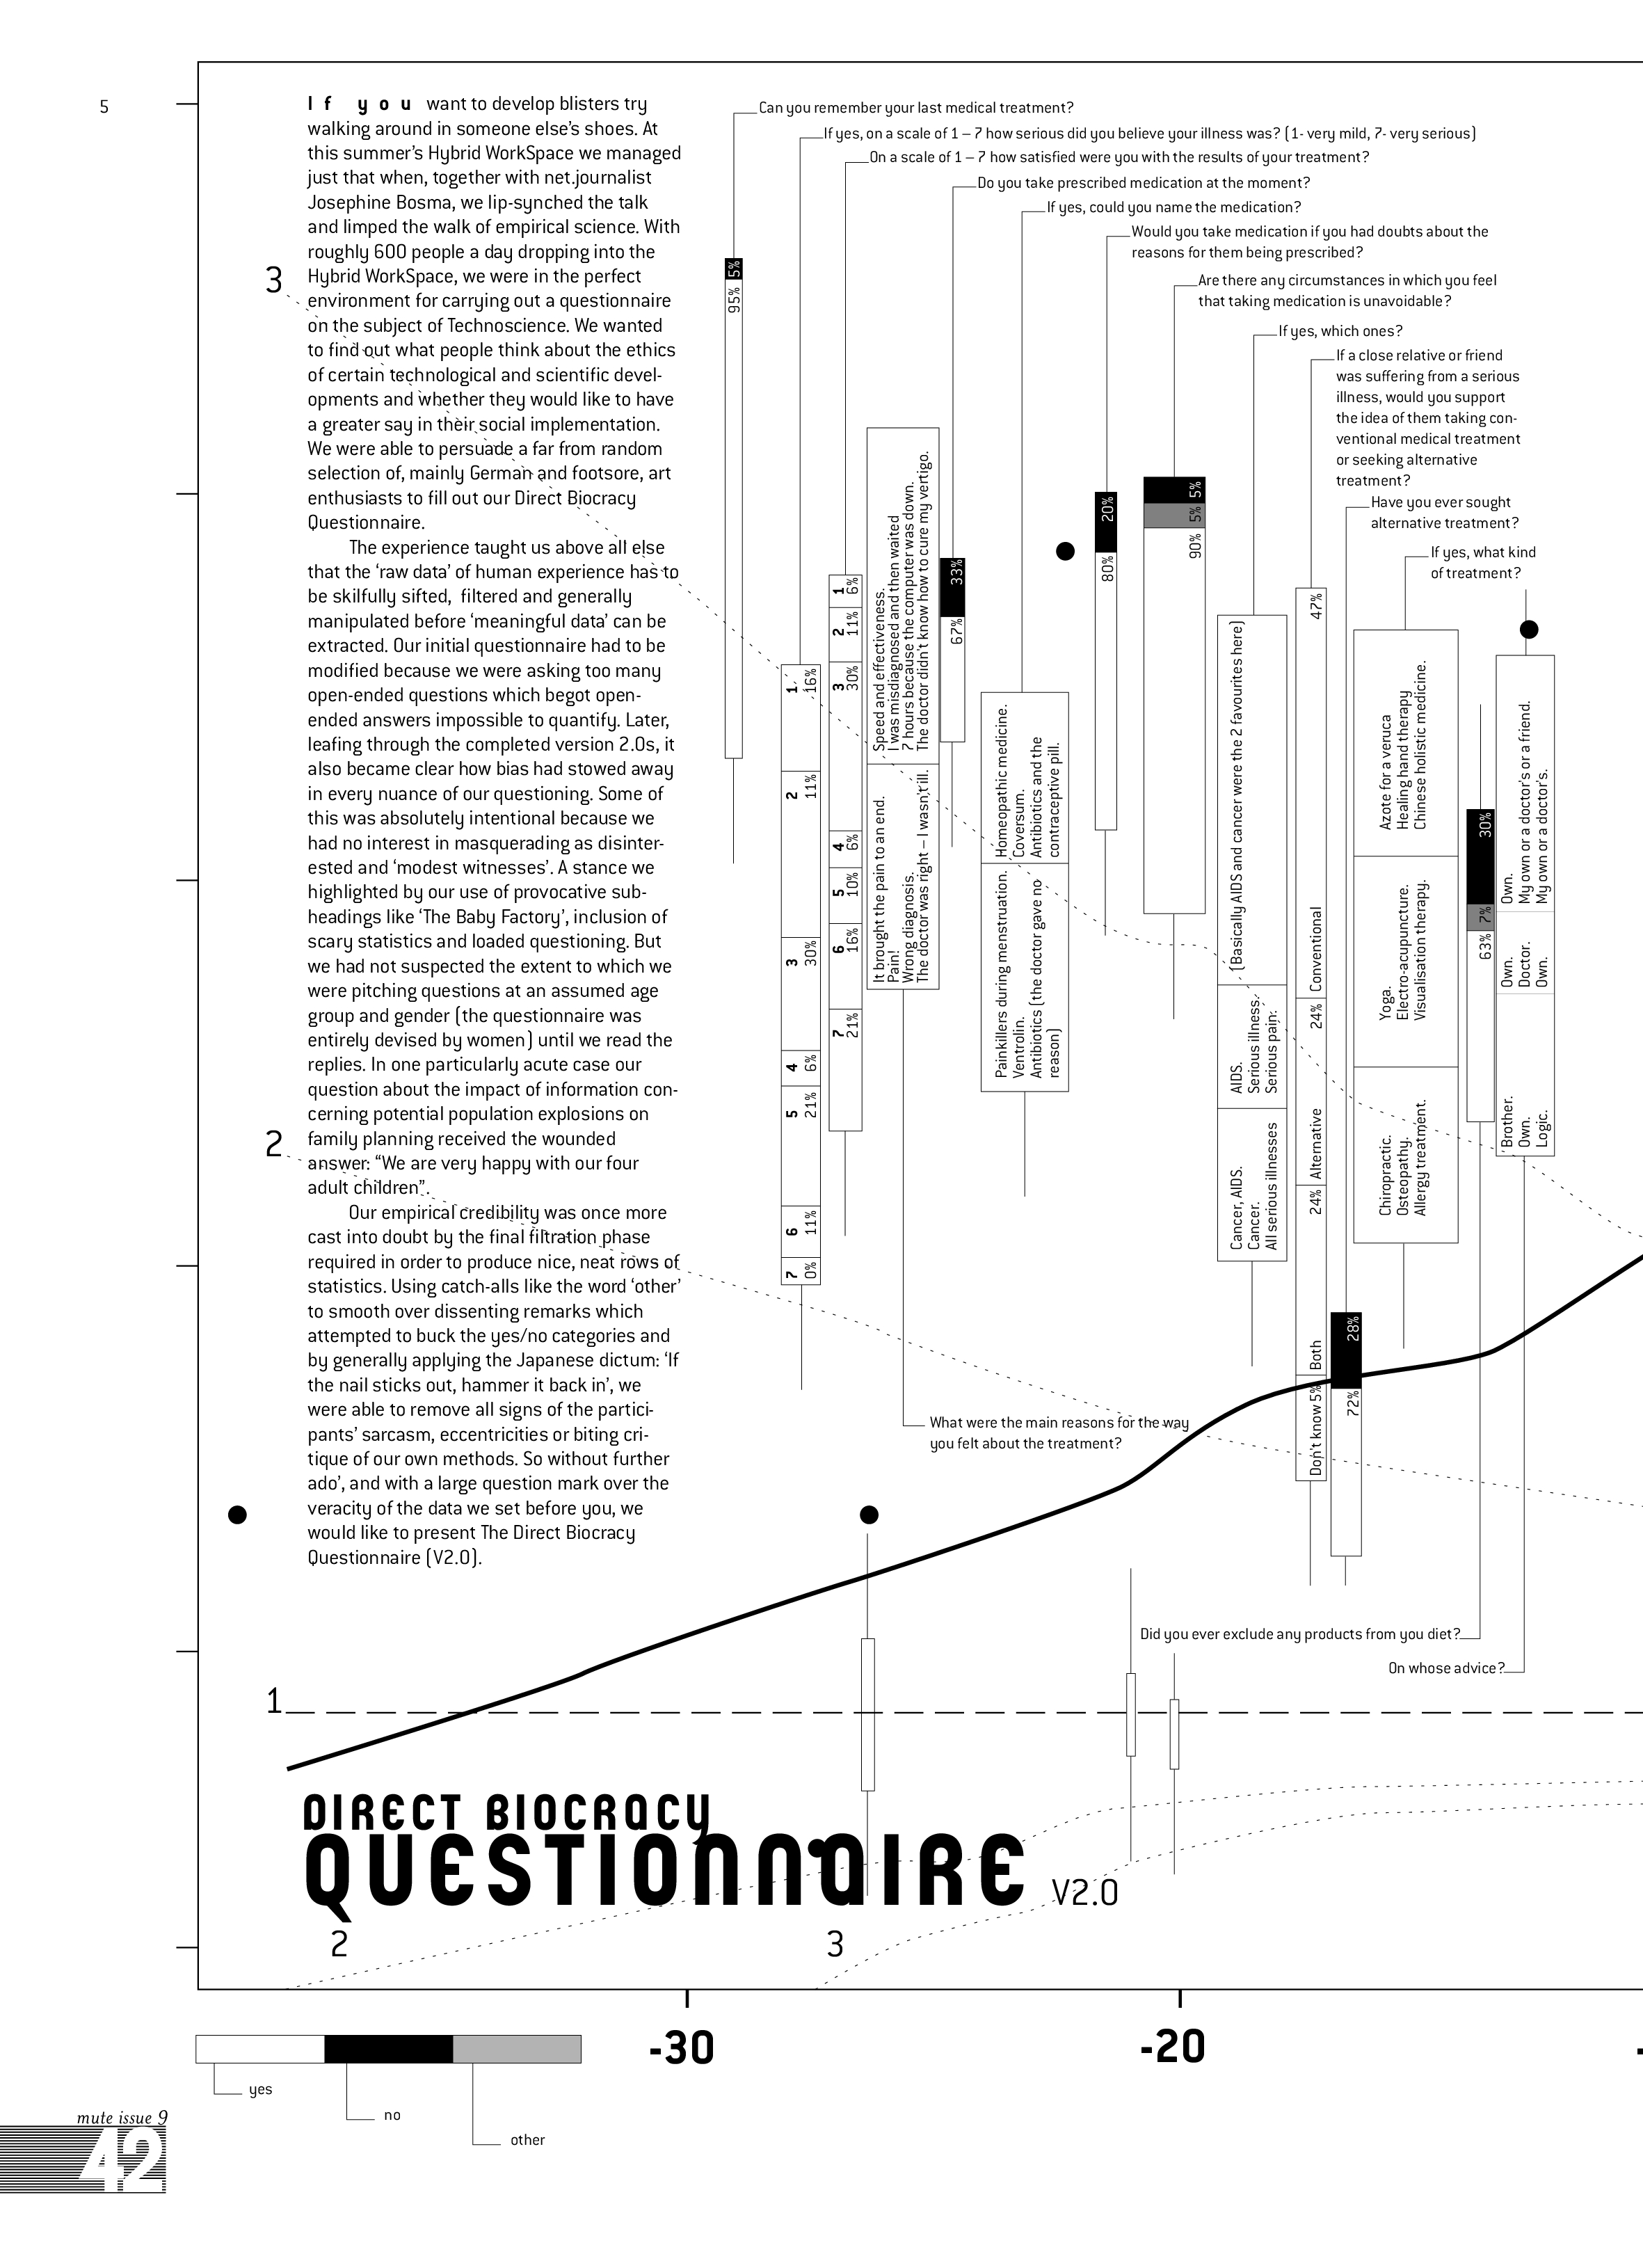 5
If you want to develop blisters try
walking around in someone else’s shoes. At
this summer’s Hybrid WorkSpace we managed
just that when, together with net.journalist
Josephine Bosma, we lip-synched the talk
and limped the walk of empirical science. With
roughly 600 people a day dropping into the
Hybrid WorkSpace, we were in the perfect
environment for carrying out a questionnaire
on the subject of Technoscience. We wanted
to find out what people think about the ethics
of certain technological and scientific devel-
opments and whether they would like to have
a greater say in their social implementation.
We were able to persuade a far from random
selection of, mainly German and footsore, art
enthusiasts to fill out our Direct Biocracy
Questionnaire.
The experience taught us above all else
that the ‘raw data’ of human experience has to
be skilfully sifted, filtered and generally
manipulated before ‘meaningful data’ can be
extracted. Our initial questionnaire had to be
modified because we were asking too many
open-ended questions which begot open-
ended answers impossible to quantify. Later,
leafing through the completed version 2.0s, it
also became clear how bias had stowed away
in every nuance of our questioning. Some of
this was absolutely intentional because we
had no interest in masquerading as disinter-
ested and ‘modest witnesses’. A stance we
highlighted by our use of provocative sub-
headings like ‘The Baby Factory’, inclusion of
scary statistics and loaded questioning. But
we had not suspected the extent to which we
were pitching questions at an assumed age
group and gender (the questionnaire was
entirely devised by women) until we read the
replies. In one particularly acute case our
question about the impact of information con-
cerning potential population explosions on
family planning received the wounded
answer: “We are very happy with our four
adult children”.
Our empirical credibility was once more
cast into doubt by the final filtration phase
required in order to produce nice, neat rows of
statistics. Using catch-alls like the word ‘other’
to smooth over dissenting remarks which
attempted to buck the yes/no categories and
by generally applying the Japanese dictum: ‘If
the nail sticks out, hammer it back in’, we
were able to remove all signs of the partici-
pants’ sarcasm, eccentricities or biting cri-
tique of our own methods. So without further
ado’, and with a large question mark over the
veracity of the data we set before you, we
would like to present The Direct Biocracy
Questionnaire (V2.0).
3
2
1
Can you remember your last medical treatment?
95% 5%
If yes, on a scale of 1 – 7 how serious did you believe your illness was? (1- very mild, 7- very serious)
1 16%
2 11%
3 30%
4 6%
5 21%
6 11%
7 0%
On a scale of 1 – 7 how satisfied were you with the results of your treatment?
1 6%
2 11%
3 30%
4 6%
5 10%
6 16%
7 21%
What were the main reasons for the way
you felt about the treatment?
It brought the pain to an end.
Pain!
Wrong diagnosis.
The doctor was right – I wasn’t ill.
Speed and effectiveness.
I was misdiagnosed and then waited
7 hours because the computer was down.
The doctor didn’t know how to cure my vertigo.
Do you take prescribed medication at the moment?
67% 33%
If yes, could you name the medication?
Painkillers during menstruation.
Ventrolin.
Antibiotics (the doctor gave no
reason)
Homeopathic medicine.
Coversum.
Antibiotics and the
contraceptive pill.
Would you take medication if you had doubts about the
reasons for them being prescribed?
80% 20%
Are there any circumstances in which you feel
that taking medication is unavoidable?
90% 5% 5%
If yes, which ones?
Cancer, AIDS.
Cancer.
All serious illnesses
AIDS.
Serious illness.
Serious pain.
(Basically AIDS and cancer were the 2 favourites here)
If a close relative or friend
was suffering from a serious
illness, would you support
the idea of them taking con-
ventional medical treatment
or seeking alternative
treatment?
Don’t know 5%
Both 24%
Alternative 24%
Conventional 47%
Have you ever sought
alternative treatment?
72% 28%
If yes, what kind
of treatment?
Chiropractic.
Osteopathy.
Allergy treatment.
Yoga.
Electro-acupuncture.
Visualisation therapy.
Azote for a veruca
Healing hand therapy
Chinese holistic medicine.
Did you ever exclude any products from you diet?
63% 7% 30%
On whose advice?
Brother.
Own.
Logic.
Own.
Doctor.
Own.
Own.
My own or a doctor’s or a friend.
My own or a doctor’s.
DIRECT BIOCRACY
QUESTIONNAIRE V2.0
2
3
-30
-20
yes
no
other
mute issue 9
42